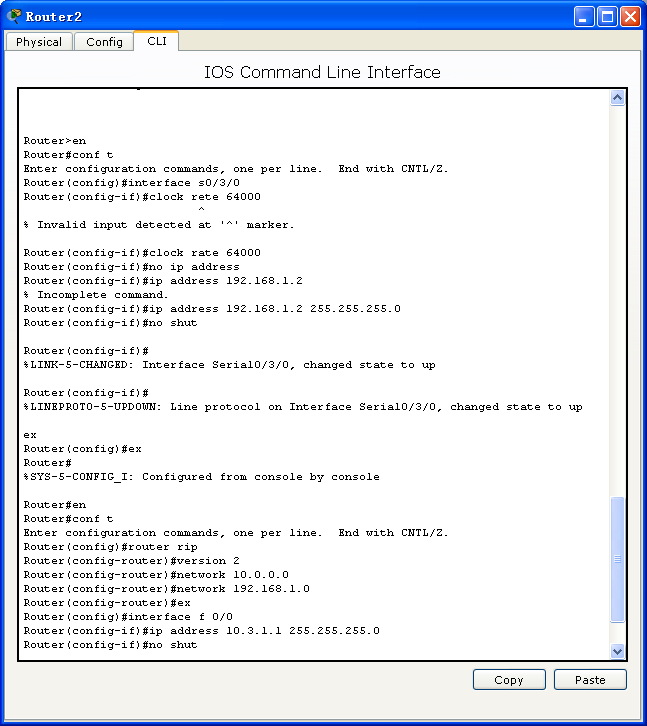 Router2
Physical Config CLI
IOS Command Line Interface
Router>en
Router#conf t
Enter configuration commands, one per line.  End with CNTL/Z.
Router(config)#interface s0/3/0
Router(config-if)#clock rete 64000
^
% Invalid input detected at '^' marker.
Router(config-if)#clock rate 64000
Router(config-if)#no ip address
Router(config-if)#ip address 192.168.1.2
% Incomplete command.
Router(config-if)#ip address 192.168.1.2 255.255.255.0
Router(config-if)#no shut
Router(config-if)#
%LINK-5-CHANGED: Interface Serial0/3/0, changed state to up
Router(config-if)#
%LINEPROTO-5-UPDOWN: Line protocol on Interface Serial0/3/0, changed state to up
ex
Router(config)#ex
Router#
%SYS-5-CONFIG_I: Configured from console by console
Router#en
Router#conf t
Enter configuration commands, one per line.  End with CNTL/Z.
Router(config)#router rip
Router(config-router)#version 2
Router(config-router)#network 10.0.0.0
Router(config-router)#network 192.168.1.0
Router(config-router)#ex
Router(config)#interface f 0/0
Router(config-if)#ip address 10.3.1.1 255.255.255.0
Router(config-if)#no shut
Copy Paste